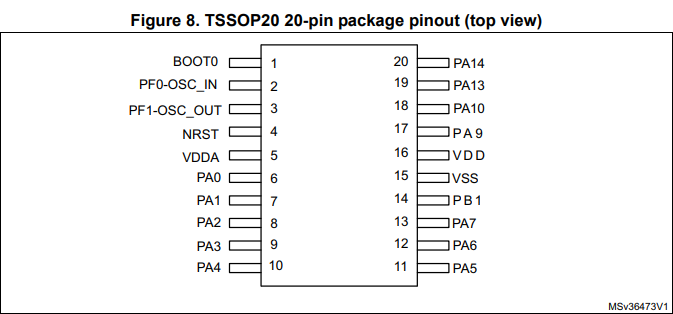 Figure 8. TSSOP20 20-pin package pinout (top view)
BOOT0 1 20 PA14
PF0-OSC_IN 2 19 PA13
PF1-OSC_OUT 3 18 PA10
NRST 4 17 PA9
VDDA 5 16 VDD
PA0 6 15 VSS
PA1 7 14 PB1
PA2 8 13 PA7
PA3 9 12 PA6
PA4 10 11 PA5
MSv36473V1